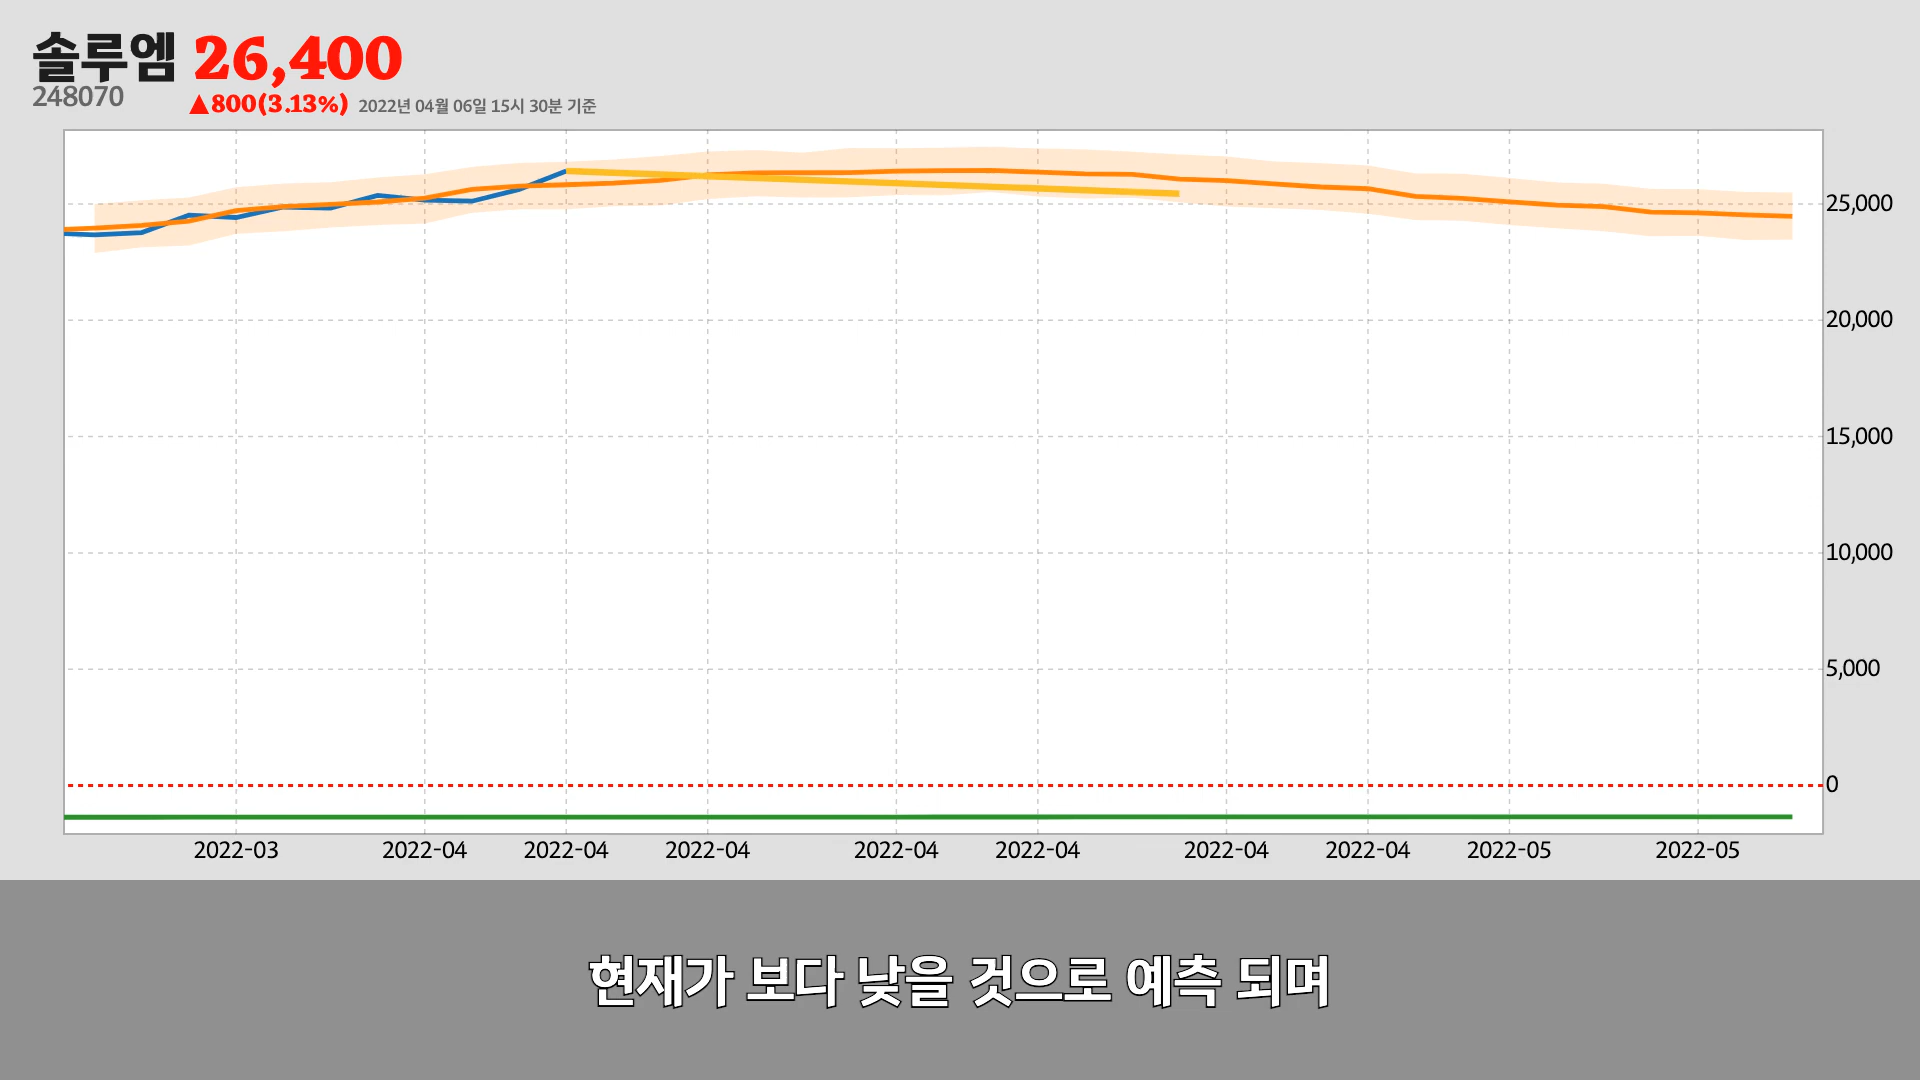 솔루엠 26,400
248070
▲800(3.13%) 2022년 04월 06일 15시 30분 기준
25,000
20,000
15,000
10,000
5,000
0
2022-03 2022-04 2022-04 2022-04 2022-04 2022-04 2022-04 2022-04 2022-05 2022-05
현재가 보다 낮을 것으로 예측 되며